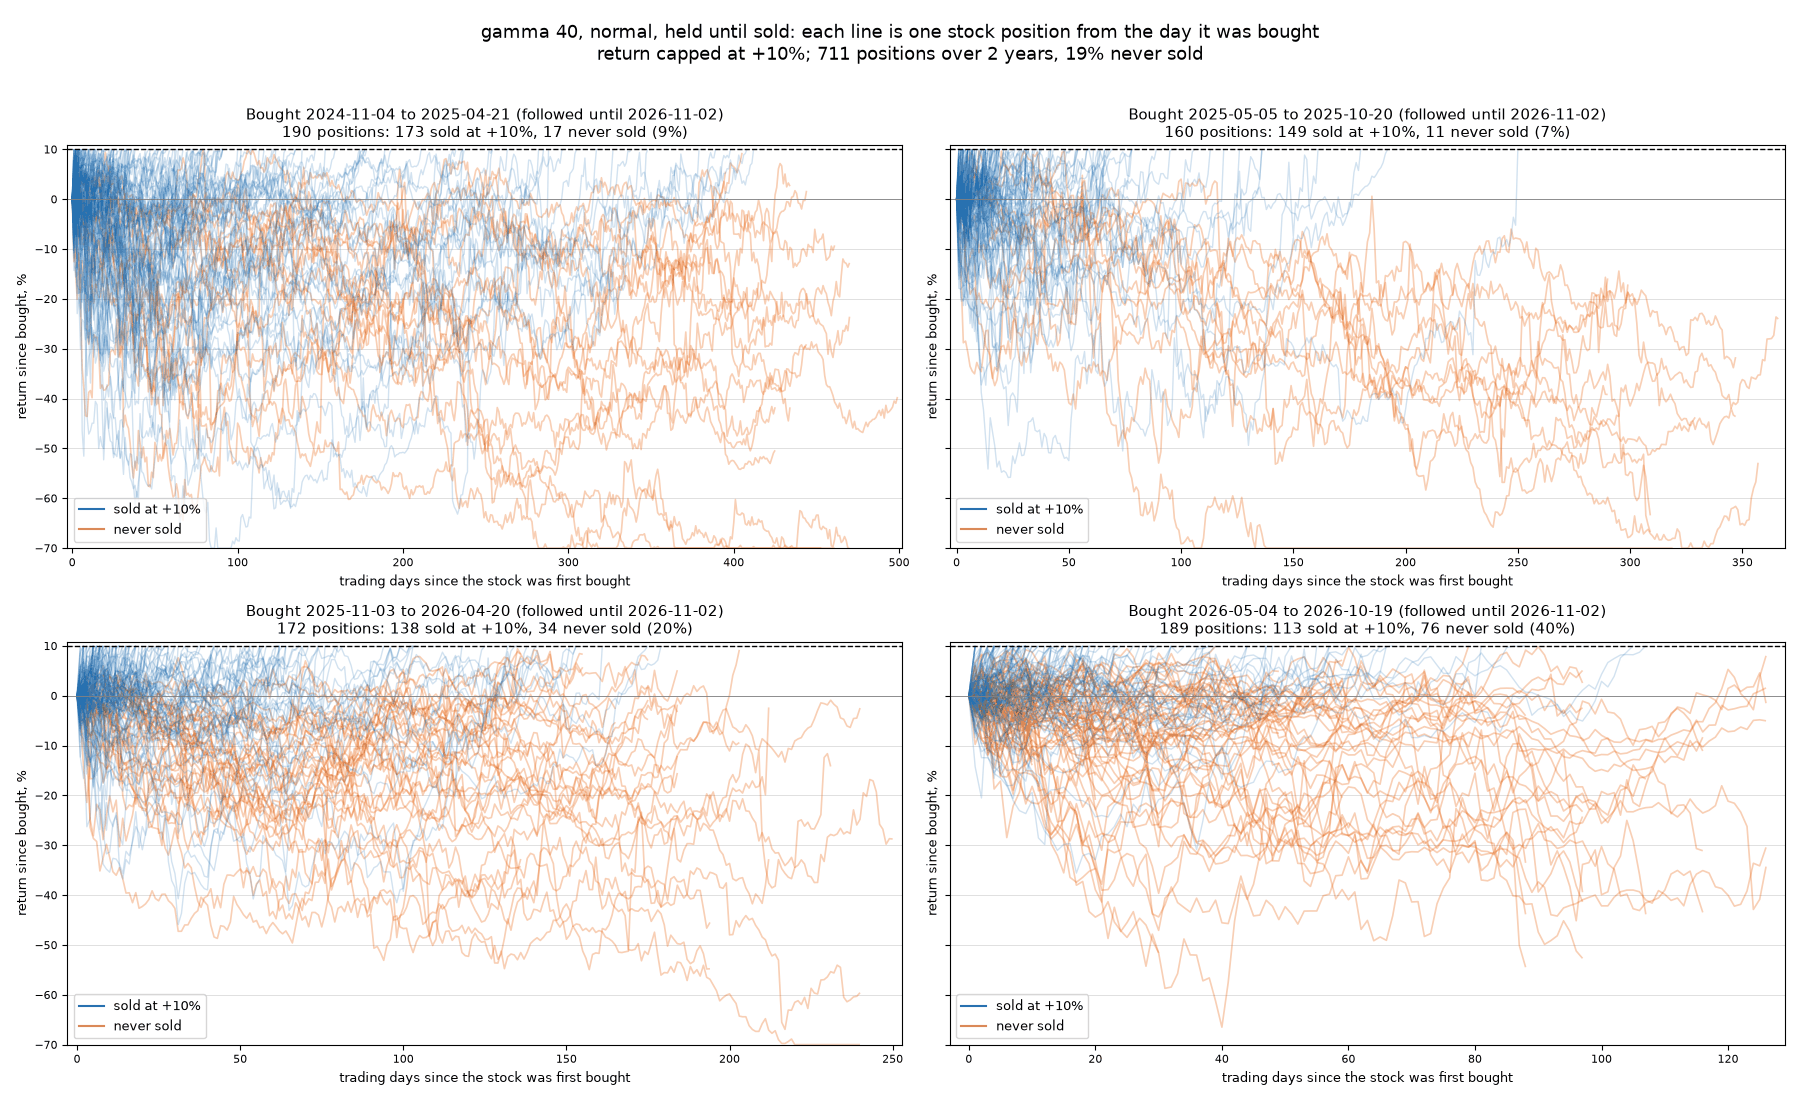 gamma 40, normal, held until sold: each line is one stock position from the day it was bought
return capped at +10%; 711 positions over 2 years, 19% never sold
Bought 2024-11-04 to 2025-04-21 (followed until 2026-11-02)
190 positions: 173 sold at +10%, 17 never sold (9%)
10
0
−10
−20
−30
−40
−50
−60
−70
return since bought, %
sold at +10%
never sold
0
100
200
300
400
500
trading days since the stock was first bought
Bought 2025-05-05 to 2025-10-20 (followed until 2026-11-02)
160 positions: 149 sold at +10%, 11 never sold (7%)
return since bought, %
sold at +10%
never sold
0
50
100
150
200
250
300
350
trading days since the stock was first bought
Bought 2025-11-03 to 2026-04-20 (followed until 2026-11-02)
172 positions: 138 sold at +10%, 34 never sold (20%)
10
0
−10
−20
−30
−40
−50
−60
−70
return since bought, %
sold at +10%
never sold
0
50
100
150
200
250
trading days since the stock was first bought
Bought 2026-05-04 to 2026-10-19 (followed until 2026-11-02)
189 positions: 113 sold at +10%, 76 never sold (40%)
return since bought, %
sold at +10%
never sold
0
20
40
60
80
100
120
trading days since the stock was first bought